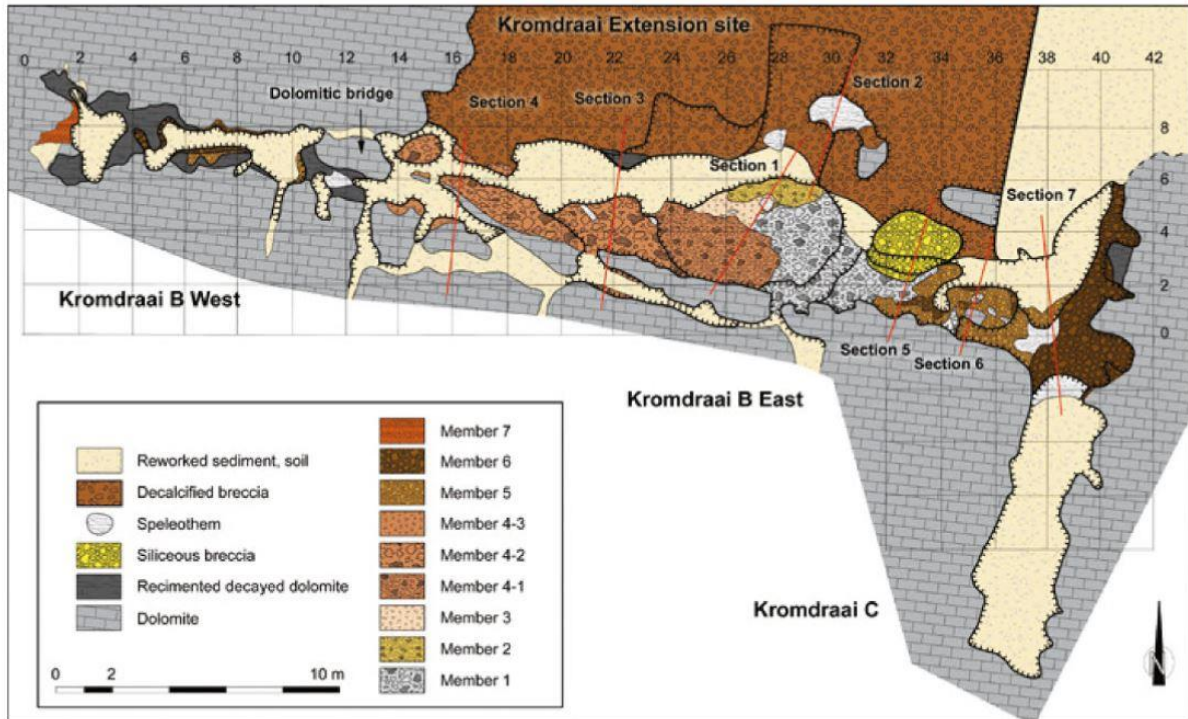 Kromdraai Extension site
0 2 4 6 8 10 12 14 16 18 20 22 24 26 28 30 32 34 36 38 40 42
Dolomitic bridge
Section 4
Section 3
Section 2
8
Section 1
6
Section 7
4
2
Kromdraai B West
0
Section 5
Section 6
Kromdraai B East
Kromdraai C
Reworked sediment, soil
Decalcified breccia
Speleothem
Siliceous breccia
Recimented decayed dolomite
Dolomite
0 2 10 m
Member 7
Member 6
Member 5
Member 4-3
Member 4-2
Member 4-1
Member 3
Member 2
Member 1
N